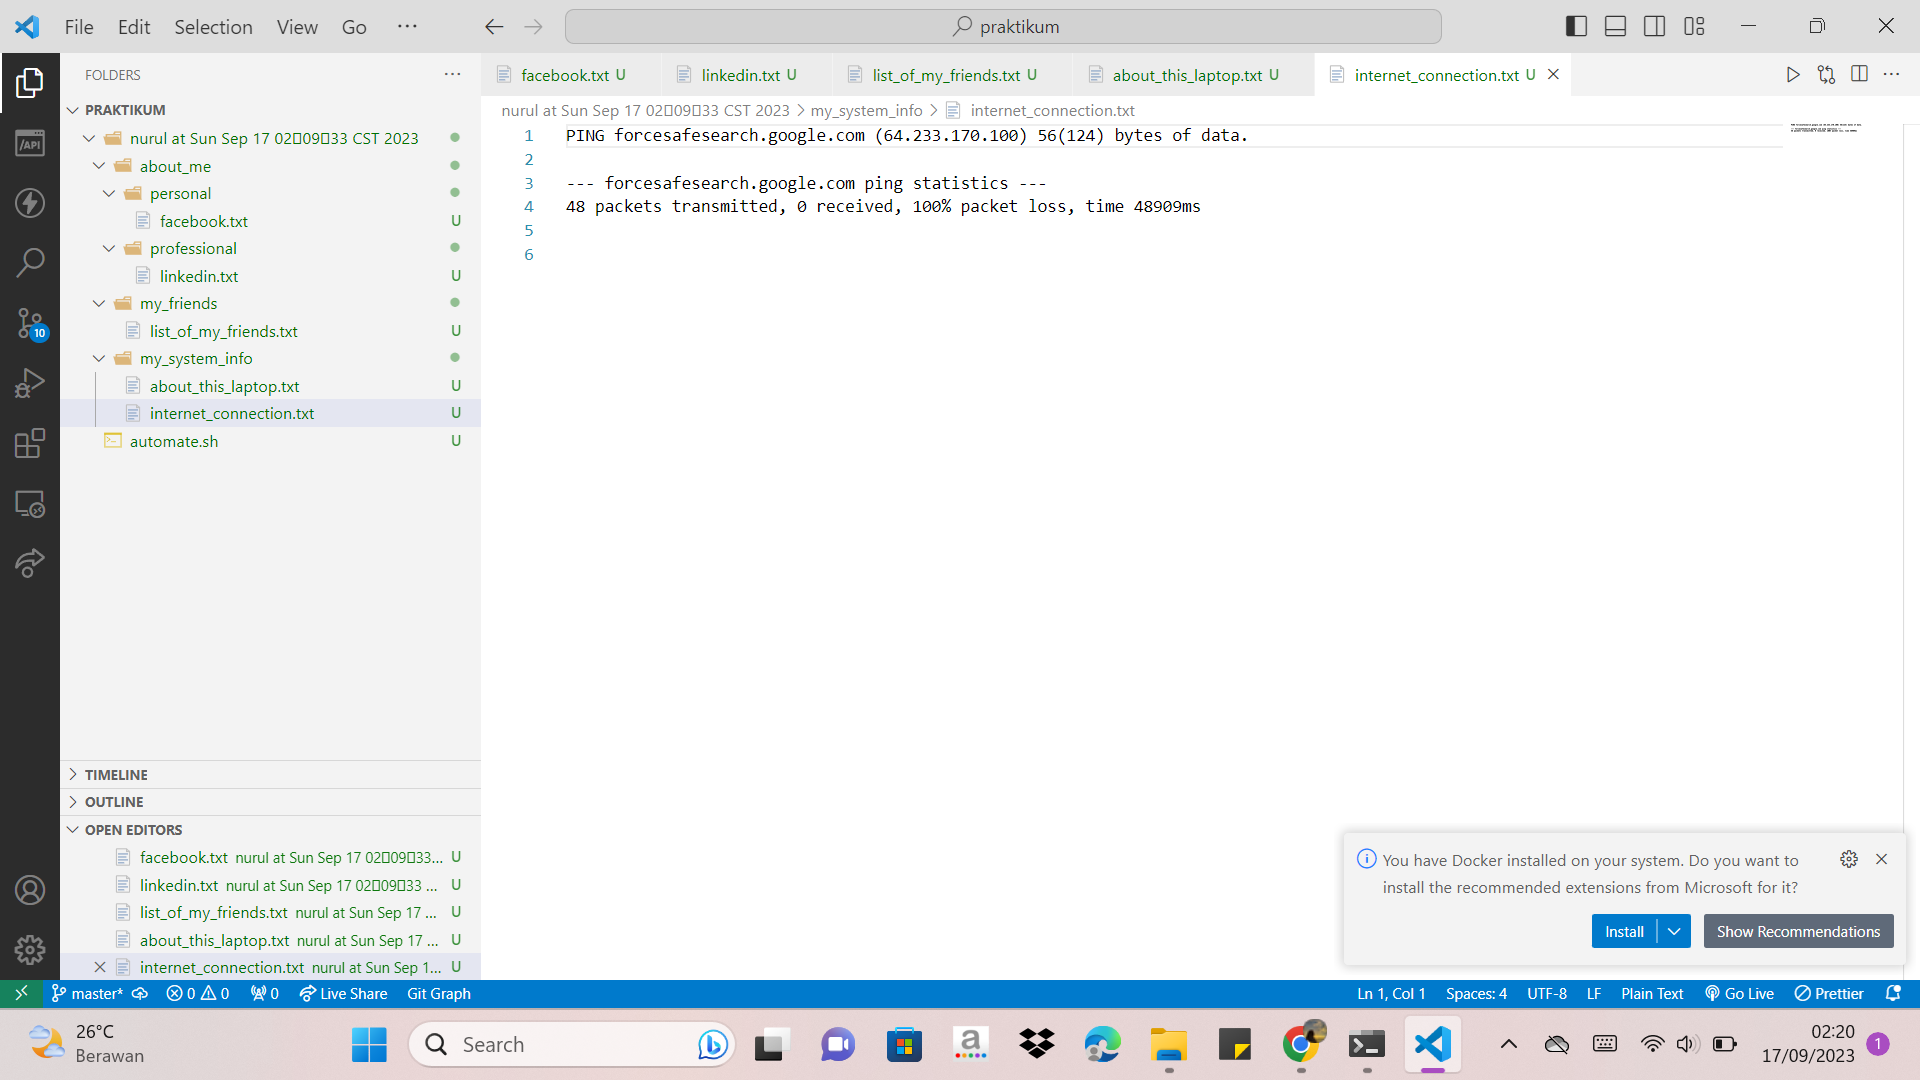 File Edit Selection View Go ···
praktikum
FOLDERS
PRAKTIKUM
nurul at Sun Sep 17 02▯09▯33 CST 2023
about_me
personal
facebook.txt U
professional
linkedin.txt U
my_friends
list_of_my_friends.txt U
my_system_info
about_this_laptop.txt U
internet_connection.txt U
automate.sh U
/API
10
facebook.txt U linkedin.txt U list_of_my_friends.txt U about_this_laptop.txt U internet_connection.txt U
nurul at Sun Sep 17 02▯09▯33 CST 2023 > my_system_info > internet_connection.txt
1 PING forcesafesearch.google.com (64.233.170.100) 56(124) bytes of data.
2
3 --- forcesafesearch.google.com ping statistics ---
4 48 packets transmitted, 0 received, 100% packet loss, time 48909ms
5
6
TIMELINE
OUTLINE
OPEN EDITORS
facebook.txt nurul at Sun Sep 17 02▯09▯33... U
linkedin.txt nurul at Sun Sep 17 02▯09▯33 ... U
list_of_my_friends.txt nurul at Sun Sep 17 ... U
about_this_laptop.txt nurul at Sun Sep 17 ... U
internet_connection.txt nurul at Sun Sep 1... U
You have Docker installed on your system. Do you want to
install the recommended extensions from Microsoft for it?
Install Show Recommendations
master* 0 0 0 Live Share Git Graph Ln 1, Col 1 Spaces: 4 UTF-8 LF Plain Text Go Live Prettier
26°C
Berawan
Search
a
02:20
17/09/2023
1